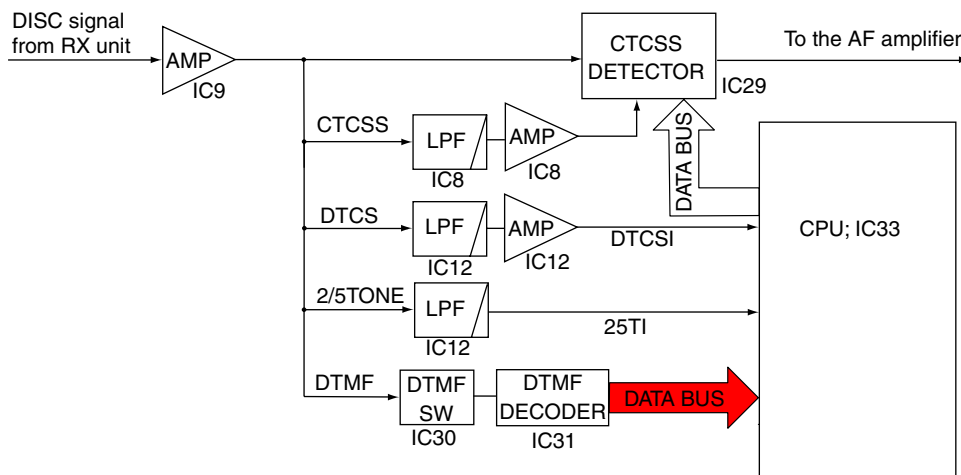 DISC signal
from RX unit
AMP
IC9
CTCSS
DETECTOR
IC29
To the AF amplifier
CTCSS
LPF
IC8
AMP
IC8
DATA BUS
DTCS
LPF
IC12
AMP
IC12
DTCSI
CPU; IC33
2/5TONE
LPF
IC12
25TI
DTMF
DTMF
SW
IC30
DTMF
DECODER
IC31
DATA BUS